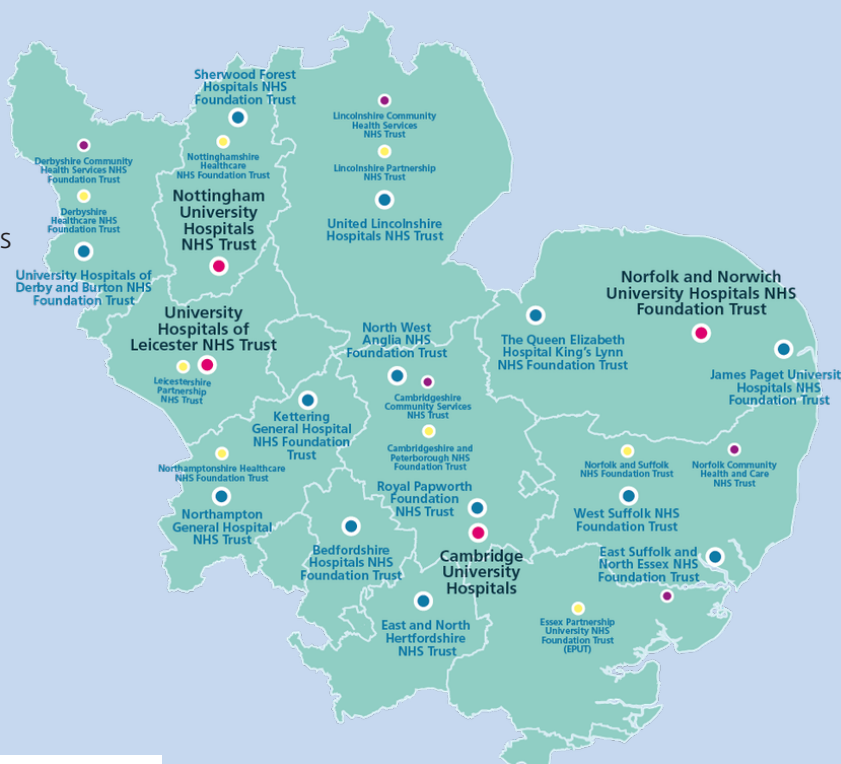 Sherwood Forest
Hospitals NHS
Foundation Trust
Nottinghamshire
Healthcare
NHS Foundation Trust
Nottingham
University
Hospitals
NHS Trust
Lincolnshire Community
Health Services
NHS Trust
Lincolnshire Partnership
NHS Trust
United Lincolnshire
Hospitals NHS Trust
Derbyshire Community
Health Services NHS
Foundation Trust
Derbyshire
Healthcare NHS
Foundation Trust
S
University Hospitals of
Derby and Burton NHS
Foundation Trust
University
Hospitals of
Leicester NHS Trust
Leicestershire
Partnership
NHS Trust
North West
Anglia NHS
Foundation Trust
Cambridgeshire
Community Services
NHS Trust
Cambridgeshire and
Peterborough NHS
Foundation Trust
Royal Papworth
Foundation
NHS Trust
Cambridge
University
Hospitals
The Queen Elizabeth
Hospital King's Lynn
NHS Foundation Trust
Norfolk and Norwich
University Hospitals NHS
Foundation Trust
James Paget Universit
Hospitals NHS
Foundation Trust
Kettering
General Hospital
NHS Foundation
Trust
Northamptonshire Healthcare
NHS Foundation Trust
Northampton
General Hospital
NHS Trust
Bedfordshire
Hospitals NHS
Foundation Trust
East and North
Hertfordshire
NHS Trust
Norfolk and Suffolk
NHS Foundation Trust
Norfolk Community
Health and Care
NHS Trust
West Suffolk NHS
Foundation Trust
East Suffolk and
North Essex NHS
Foundation Trust
Essex Partnership
University NHS
Foundation Trust
(EPUT)